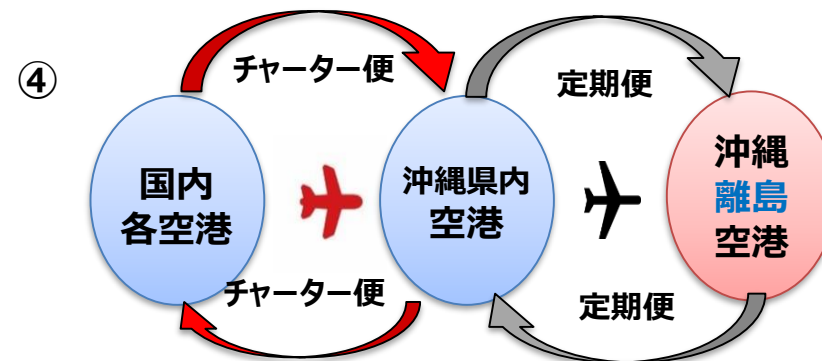 ④
チャーター便
定期便
国内
各空港
沖縄県内
空港
沖縄
離島
空港
チャーター便
定期便